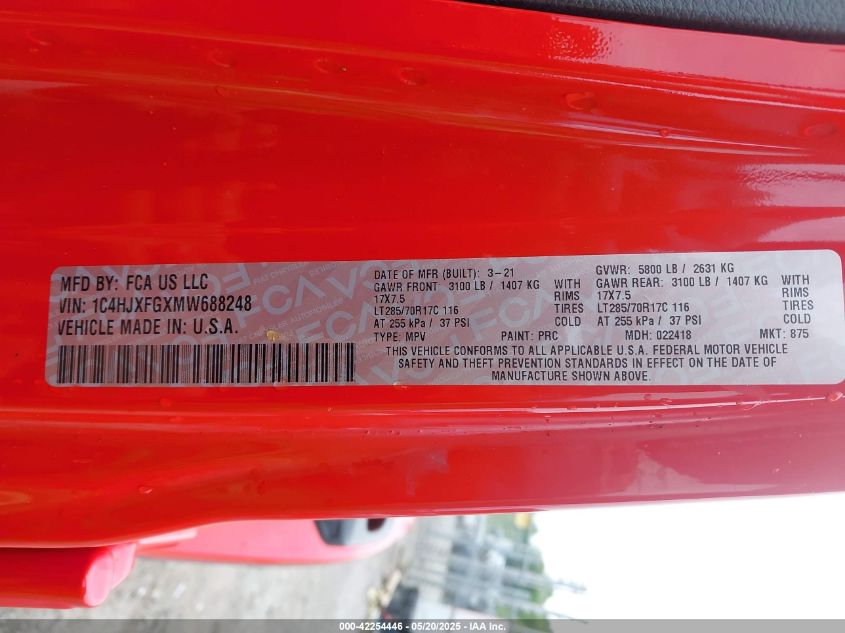 MFD BY: FCA US LLC
VIN: 1C4HJXFGXMW688248
VEHICLE MADE IN: U.S.A.
DATE OF MFR (BUILT): 3-21
GVWR: 5800 LB / 2631 KG
GAWR FRONT: 3100 LB / 1407 KG WITH
GAWR REAR: 3100 LB / 1407 KG WITH
17X7.5 RIMS
17X7.5 RIMS
LT285/70R17C 116 TIRES
LT285/70R17C 116 TIRES
AT 255 kPa / 37 PSI COLD
AT 255 kPa / 37 PSI COLD
TYPE: MPV PAINT: PRC MDH: 022418 MKT: 875
THIS VEHICLE CONFORMS TO ALL APPLICABLE U.S.A. FEDERAL MOTOR VEHICLE
SAFETY AND THEFT PREVENTION STANDARDS IN EFFECT ON THE DATE OF
MANUFACTURE SHOWN ABOVE.
000-42254446 - 05/20/2025 - IAA Inc.